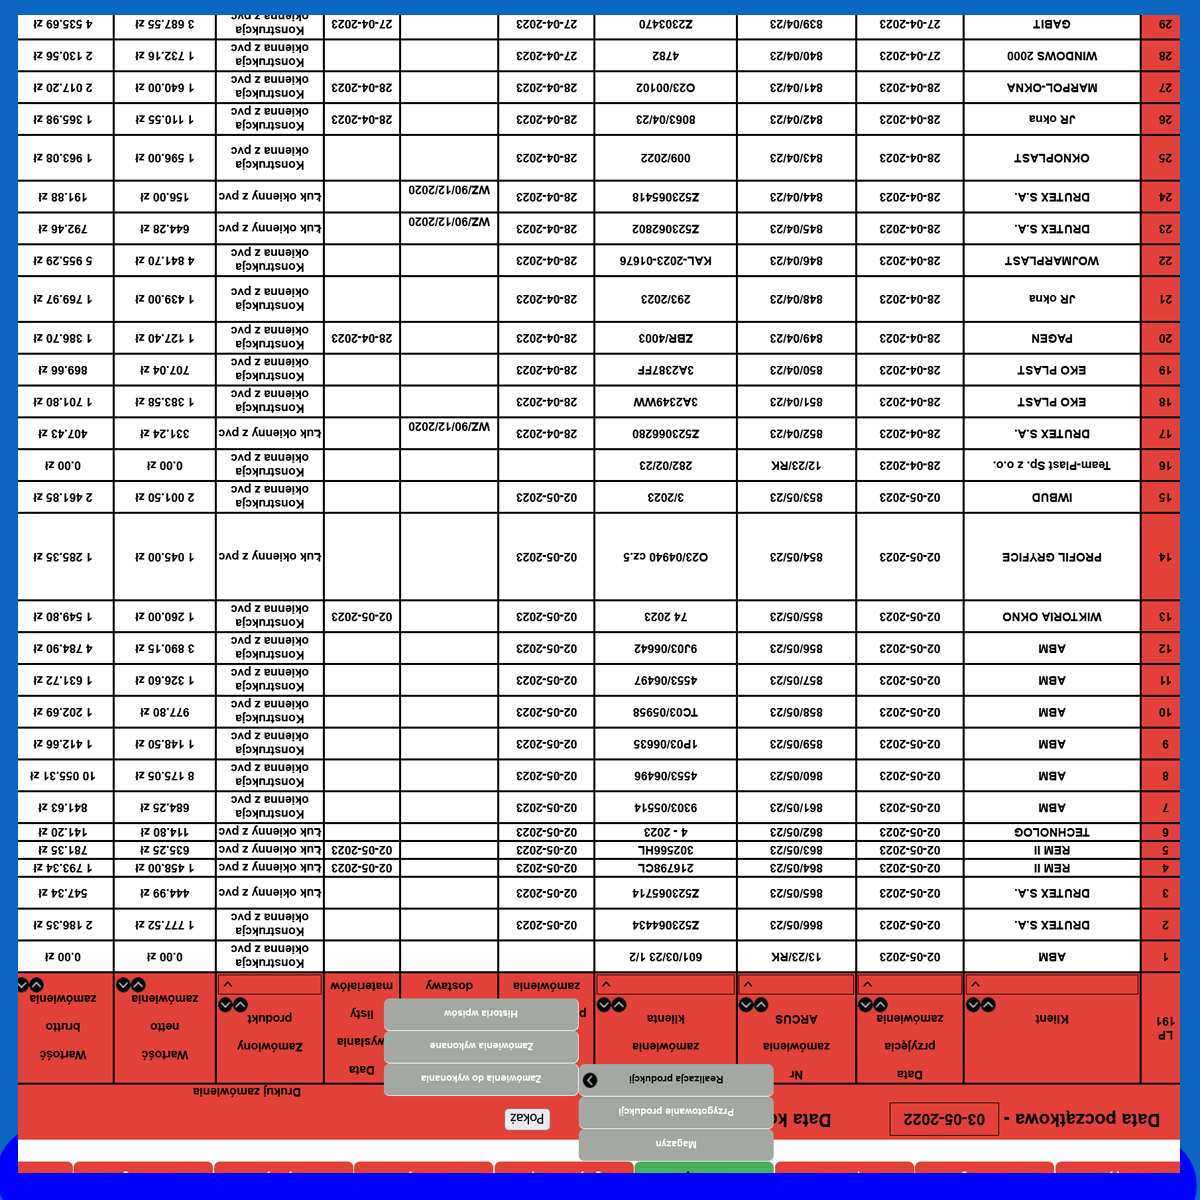 Magazyn
Data początkowa - 03-05-2022 Data ko Przygotowanie produkcji Pokaż
Realizacja produkcji
Drukuj zamówienia
Zamówienia do wykonania
Zamówienia wykonane
Historia wpisów
LP 191
Klient
Data przyjęcia zamówienia
Nr zamówienia ARCUS
zamówienia klienta
p
zamówienia
dostawy
Data wysłania listy materiałów
Zamówiony produkt
Wartość netto zamówienia
Wartość brutto zamówienia
1 ABM 02-05-2023 13/23/RK 601/03/23 1/2 Konstrukcja okienna z pvc 0.00 zł 0.00 zł
2 DRUTEX S.A. 02-05-2023 866/05/23 ZS23064434 02-05-2023 Konstrukcja okienna z pvc 1 777.52 zł 2 186.35 zł
3 DRUTEX S.A. 02-05-2023 865/05/23 ZS23065714 02-05-2023 Łuk okienny z pvc 444.99 zł 547.34 zł
4 REM II 02-05-2023 864/05/23 216798CL 02-05-2023 02-05-2023 Łuk okienny z pvc 1 458.00 zł 1 793.34 zł
5 REM II 02-05-2023 863/05/23 302566HL 02-05-2023 02-05-2023 Łuk okienny z pvc 635.25 zł 781.35 zł
6 TECHNOLOG 02-05-2023 862/05/23 4 - 2023 02-05-2023 Łuk okienny z pvc 114.80 zł 141.20 zł
7 ABM 02-05-2023 861/05/23 9303/05514 02-05-2023 Konstrukcja okienna z pvc 684.25 zł 841.63 zł
8 ABM 02-05-2023 860/05/23 4553/06496 02-05-2023 Konstrukcja okienna z pvc 8 175.05 zł 10 055.31 zł
9 ABM 02-05-2023 859/05/23 1P03/06635 02-05-2023 Konstrukcja okienna z pvc 1 148.50 zł 1 412.66 zł
10 ABM 02-05-2023 858/05/23 TC03/05958 02-05-2023 Konstrukcja okienna z pvc 977.80 zł 1 202.69 zł
11 ABM 02-05-2023 857/05/23 4553/06497 02-05-2023 Konstrukcja okienna z pvc 1 326.60 zł 1 631.72 zł
12 ABM 02-05-2023 856/05/23 9J03/06642 02-05-2023 Konstrukcja okienna z pvc 3 890.15 zł 4 784.90 zł
13 WIKTORIA OKNO 02-05-2023 855/05/23 74 2023 02-05-2023 02-05-2023 Konstrukcja okienna z pvc 1 260.00 zł 1 549.80 zł
14 PROFIL GRYFICE 02-05-2023 854/05/23 O23/04940 cz.5 02-05-2023 Łuk okienny z pvc 1 045.00 zł 1 285.35 zł
15 IWBUD 02-05-2023 853/05/23 3/2023 02-05-2023 Konstrukcja okienna z pvc 2 001.50 zł 2 461.85 zł
16 Team-Plast Sp. z o.o. 28-04-2023 12/23/RK 282/02/23 Konstrukcja okienna z pvc 0.00 zł 0.00 zł
17 DRUTEX S.A. 28-04-2023 852/04/23 ZS23066280 28-04-2023 WZ/90/12/2020 Łuk okienny z pvc 331.24 zł 407.43 zł
18 EKO PLAST 28-04-2023 851/04/23 3A2349WW 28-04-2023 Konstrukcja okienna z pvc 1 383.58 zł 1 701.80 zł
19 EKO PLAST 28-04-2023 850/04/23 3A2387FF 28-04-2023 Konstrukcja okienna z pvc 707.04 zł 869.66 zł
20 PAGEN 28-04-2023 849/04/23 ZBR/4003 28-04-2023 28-04-2023 Konstrukcja okienna z pvc 1 127.40 zł 1 386.70 zł
21 JR okna 28-04-2023 848/04/23 293/2023 28-04-2023 Konstrukcja okienna z pvc 1 439.00 zł 1 769.97 zł
22 WOJMARPLAST 28-04-2023 846/04/23 KAL-2023-01676 28-04-2023 Konstrukcja okienna z pvc 4 841.70 zł 5 955.29 zł
23 DRUTEX S.A. 28-04-2023 845/04/23 ZS23062802 28-04-2023 WZ/90/12/2020 Łuk okienny z pvc 644.28 zł 792.46 zł
24 DRUTEX S.A. 28-04-2023 844/04/23 ZS23065418 28-04-2023 WZ/90/12/2020 Łuk okienny z pvc 156.00 zł 191.88 zł
25 OKNOPLAST 28-04-2023 843/04/23 009/2022 28-04-2023 Konstrukcja okienna z pvc 1 596.00 zł 1 963.08 zł
26 JR okna 28-04-2023 842/04/23 8063/04/23 28-04-2023 28-04-2023 Konstrukcja okienna z pvc 1 110.55 zł 1 365.98 zł
27 MARPOL-OKNA 28-04-2023 841/04/23 O23/00102 28-04-2023 28-04-2023 Konstrukcja okienna z pvc 1 640.00 zł 2 017.20 zł
28 WINDOWS 2000 27-04-2023 840/04/23 4782 27-04-2023 Konstrukcja okienna z pvc 1 732.16 zł 2 130.56 zł
29 GABIT 27-04-2023 839/04/23 Z2303470 27-04-2023 27-04-2023 Konstrukcja okienna z pvc 3 687.55 zł 4 535.69 zł